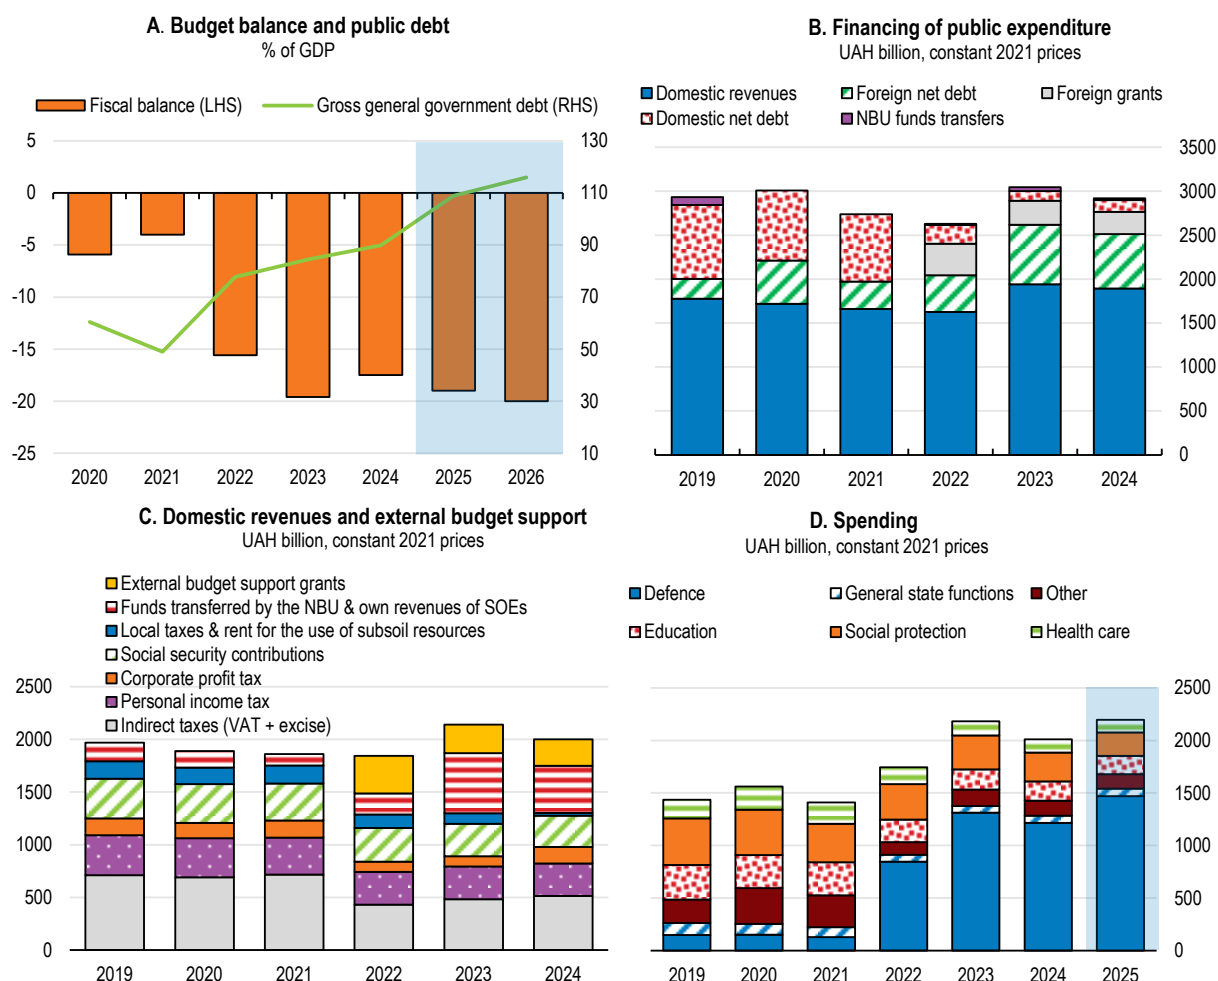 A. Budget balance and public debt
% of GDP
Fiscal balance (LHS)
Gross general government debt (RHS)
5
0
-5
-10
-15
-20
-25
130
110
90
70
50
30
10
2020 2021 2022 2023 2024 2025 2026
B. Financing of public expenditure
UAH billion, constant 2021 prices
Domestic revenues
Foreign net debt
Foreign grants
Domestic net debt
NBU funds transfers
3500
3000
2500
2000
1500
1000
500
0
2019 2020 2021 2022 2023 2024
C. Domestic revenues and external budget support
UAH billion, constant 2021 prices
External budget support grants
Funds transferred by the NBU & own revenues of SOEs
Local taxes & rent for the use of subsoil resources
Social security contributions
Corporate profit tax
Personal income tax
Indirect taxes (VAT + excise)
2500
2000
1500
1000
500
0
2019 2020 2021 2022 2023 2024
D. Spending
UAH billion, constant 2021 prices
Defence
General state functions
Other
Education
Social protection
Health care
2500
2000
1500
1000
500
0
2019 2020 2021 2022 2023 2024 2025